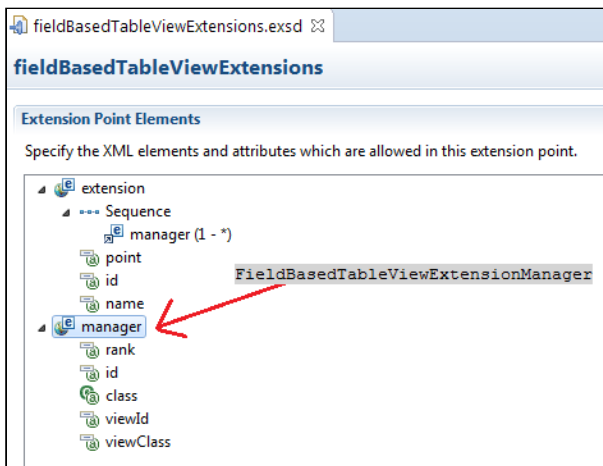 fieldBasedTableViewExtensions.exsd
fieldBasedTableViewExtensions
Extension Point Elements
Specify the XML elements and attributes which are allowed in this extension point.
extension
Sequence
manager (1 - *)
point
id
FieldBasedTableViewExtensionManager
name
manager
rank
id
class
viewId
viewClass